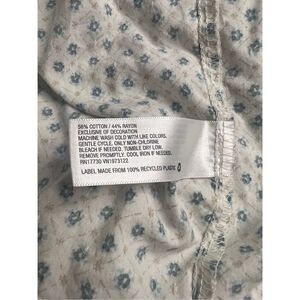 56% COTTON / 44% RAYON
EXCLUSIVE OF DECORATION
MACHINE WASH COLD WITH LIKE COLORS.
GENTLE CYCLE, ONLY NON-CHLORINE
BLEACH IF NEEDED. TUMBLE DRY LOW.
REMOVE PROMPTLY. COOL IRON IF NEEDED.
RN17730 VN1973122
LABEL MADE FROM 100% RECYCLED PLASTIC